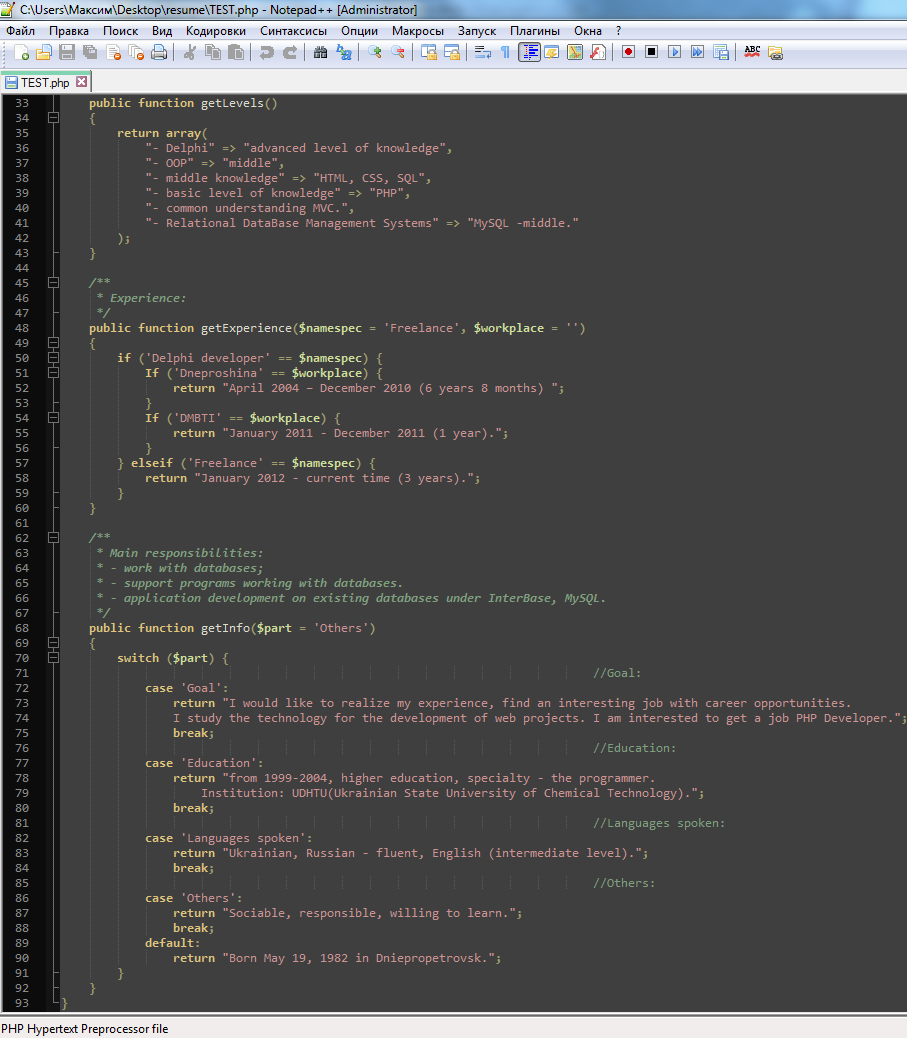 C:\Users\Максим\Desktop\resume\TEST.php - Notepad++ [Administrator]
Файл Правка Поиск Вид Кодировки Синтаксисы Опции Макросы Запуск Плагины Окна ?
ABC
TEST.php
33 public function getLevels()
34 {
35 return array(
36 "- Delphi" => "advanced level of knowledge",
37 "- OOP" => "middle",
38 "- middle knowledge" => "HTML, CSS, SQL",
39 "- basic level of knowledge" => "PHP",
40 "- common understanding MVC.",
41 "- Relational DataBase Management Systems" => "MySQL -middle."
42 );
43 }
44
45 /**
46 * Experience:
47 */
48 public function getExperience($namespec = 'Freelance', $workplace = '')
49 {
50 if ('Delphi developer' == $namespec) {
51 If ('Dneproshina' == $workplace) {
52 return "April 2004 – December 2010 (6 years 8 months) ";
53 }
54 If ('DMBTI' == $workplace) {
55 return "January 2011 - December 2011 (1 year).";
56 }
57 } elseif ('Freelance' == $namespec) {
58 return "January 2012 - current time (3 years).";
59 }
60 }
61
62 /**
63 * Main responsibilities:
64 * - work with databases;
65 * - support programs working with databases.
66 * - application development on existing databases under InterBase, MySQL.
67 */
68 public function getInfo($part = 'Others')
69 {
70 switch ($part) {
71 //Goal:
72 case 'Goal':
73 return "I would like to realize my experience, find an interesting job with career opportunities.
74 I study the technology for the development of web projects. I am interested to get a job PHP Developer.";
75 break;
76 //Education:
77 case 'Education':
78 return "from 1999-2004, higher education, specialty - the programmer.
79 Institution: UDHTU(Ukrainian State University of Chemical Technology).";
80 break;
81 //Languages spoken:
82 case 'Languages spoken':
83 return "Ukrainian, Russian - fluent, English (intermediate level).";
84 break;
85 //Others:
86 case 'Others':
87 return "Sociable, responsible, willing to learn.";
88 break;
89 default:
90 return "Born May 19, 1982 in Dniepropetrovsk.";
91 }
92 }
93 }
PHP Hypertext Preprocessor file